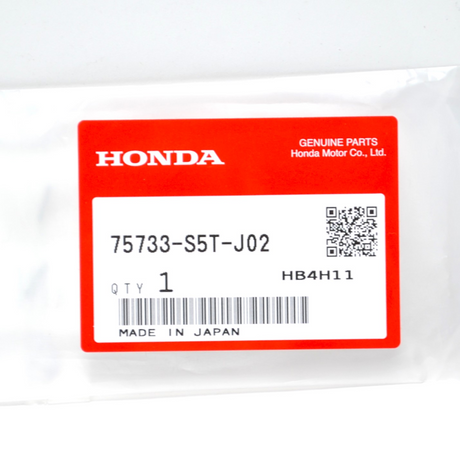 GENUINE PARTS
HONDA Honda Motor Co., Ltd.
75733-S5T-J02
QTY 1 HB4H11
MADE IN JAPAN